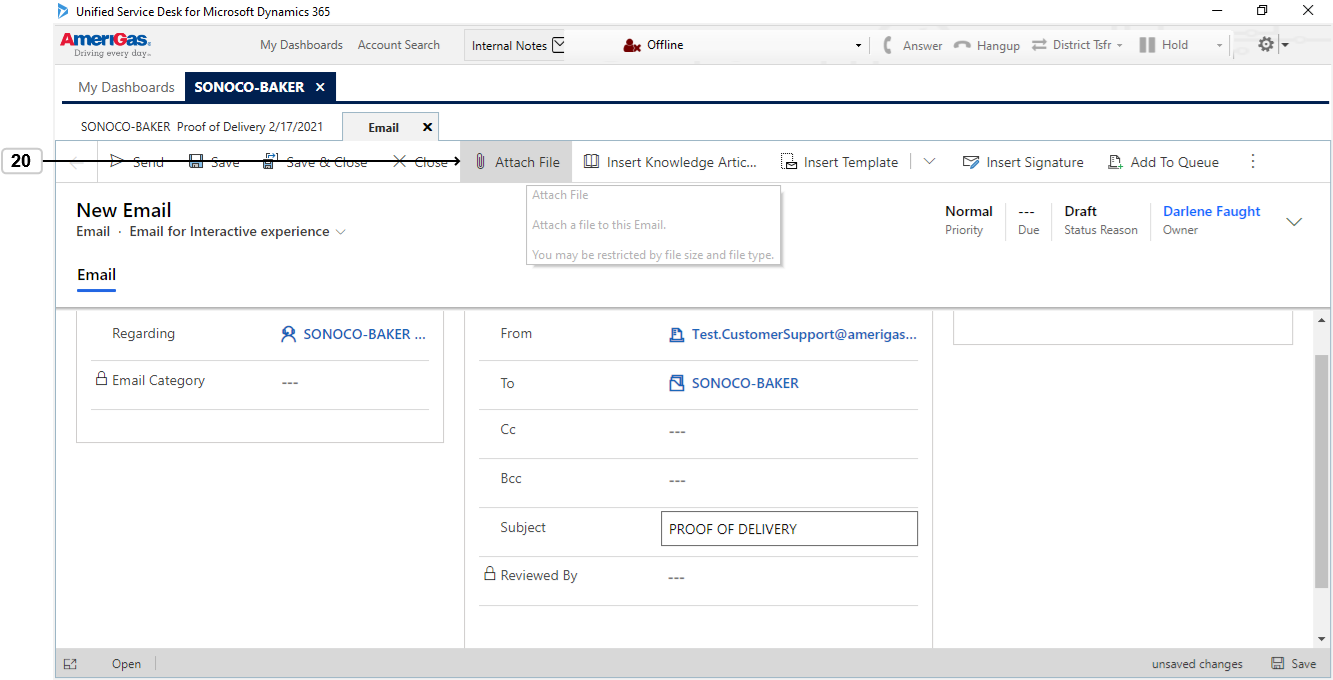 Unified Service Desk for Microsoft Dynamics 365
AmeriGas.
Driving every day...
My Dashboards Account Search Internal Notes Offline Answer Hangup District Tsfr Hold
My Dashboards SONOCO-BAKER
SONOCO-BAKER Proof of Delivery 2/17/2021 Email
20 Send Save Save & Close Close Attach File Insert Knowledge Artic... Insert Template Insert Signature Add To Queue
Attach File
Attach a file to this Email.
You may be restricted by file size and file type.
New Email
Email · Email for Interactive experience
Normal --- Draft Darlene Faught
Priority Due Status Reason Owner
Email
Regarding SONOCO-BAKER ...
Email Category ---
From Test.CustomerSupport@amerigas...
To SONOCO-BAKER
Cc ---
Bcc ---
Subject PROOF OF DELIVERY
Reviewed By ---
Open unsaved changes Save